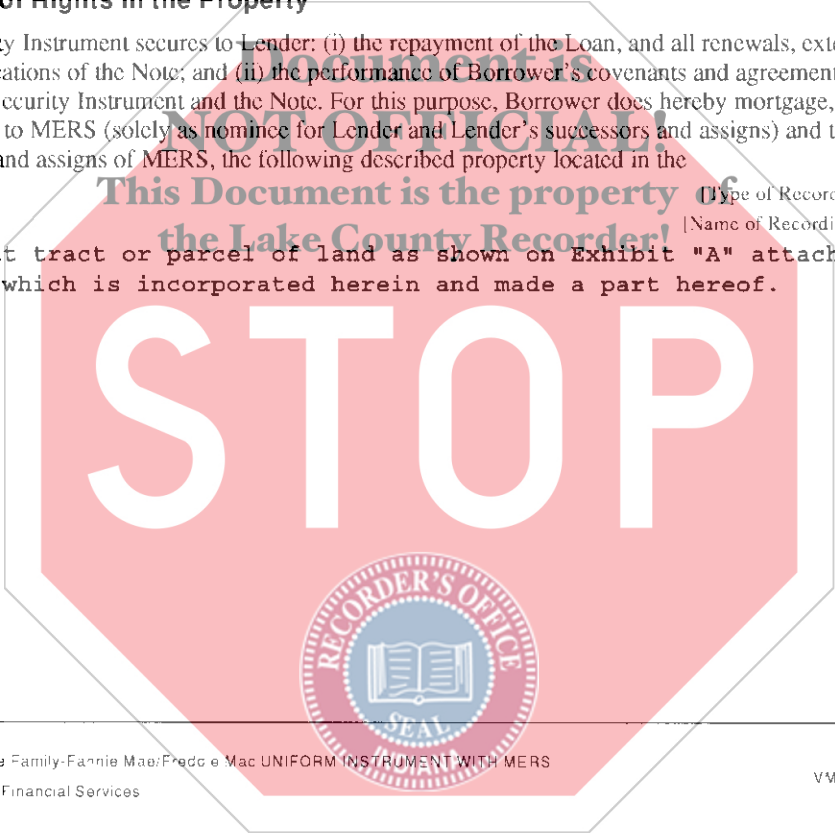 of Rights in the Property
y Instrument secures to Lender: (i) the repayment of the Loan, and all renewals, exte
cations of the Note; and (ii) the performance of Borrower's covenants and agreement
ecurity Instrument and the Note. For this purpose, Borrower does hereby mortgage,
to MERS (solely as nominee for Lender and Lender's successors and assigns) and t
and assigns of MERS, the following described property located in the
[Type of Record
[Name of Recordi
t tract or parcel of land as shown on Exhibit "A" attach
which is incorporated herein and made a part hereof.
Document is
NOT OFFICIAL!
This Document is the property of
the Lake County Recorder!
STOP
RECORDER'S OFFICE
SEAL
INDIANA
e Family-Fannie Mae/Freddie Mac UNIFORM INSTRUMENT WITH MERS
VM
Financial Services